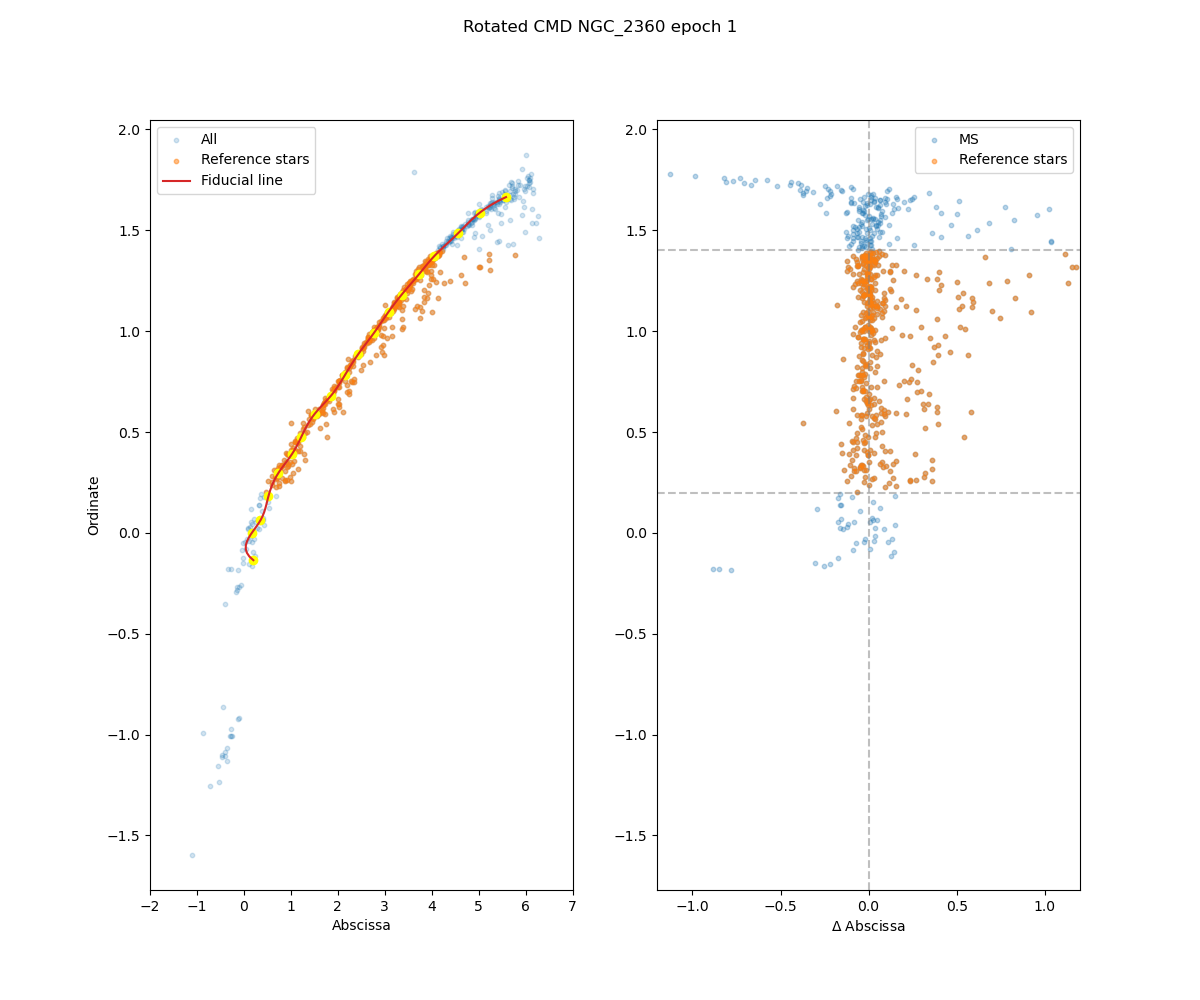 Rotated CMD NGC_2360 epoch 1
All
Reference stars
Fiducial line
2.0
1.5
1.0
0.5
0.0
−0.5
−1.0
−1.5
Ordinate
−2 −1 0 1 2 3 4 5 6 7
Abscissa
MS
Reference stars
2.0
1.5
1.0
0.5
0.0
−0.5
−1.0
−1.5
−1.0 −0.5 0.0 0.5 1.0
Δ Abscissa